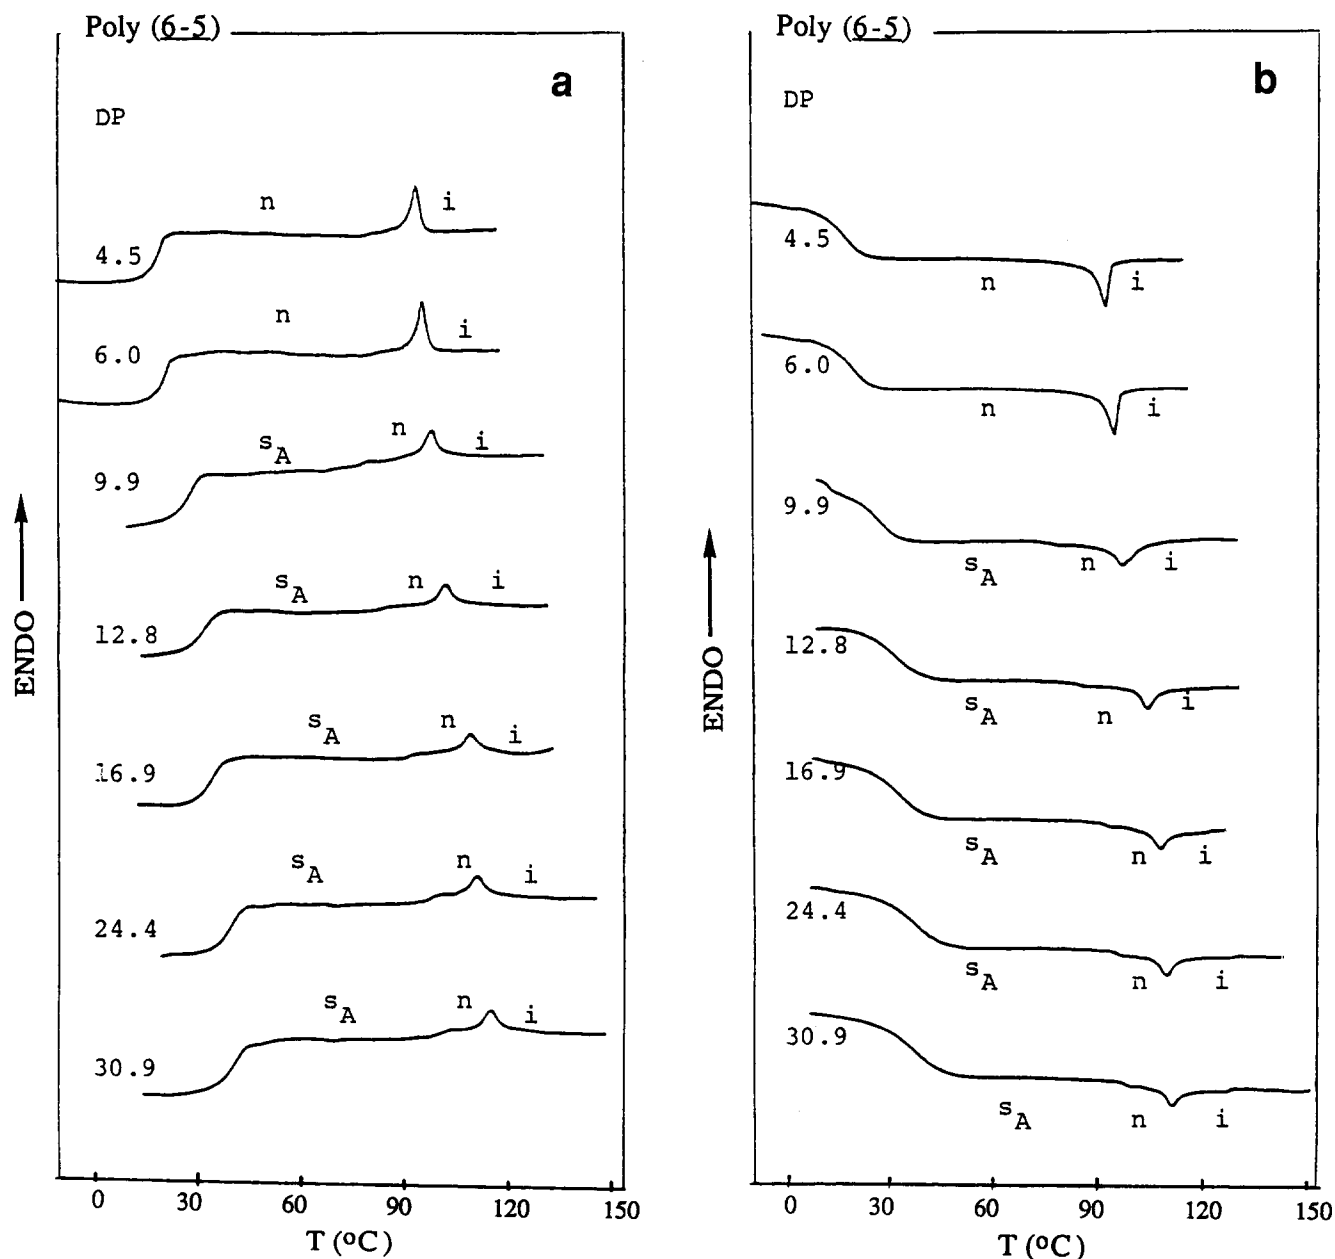 Poly (6-5)
a
DP
n
i
4.5
n
i
6.0
n
sA
i
9.9
sA
n
i
12.8
sA
n
i
16.9
sA
n
i
24.4
sA
n
i
30.9
ENDO
0 30 60 90 120 150
T (ºC)
Poly (6-5)
b
DP
4.5
n
i
6.0
n
i
9.9
sA
n
i
12.8
sA
n
i
16.9
sA
n
i
24.4
sA
n
i
30.9
sA
n
i
ENDO
0 30 60 90 120 150
T (ºC)